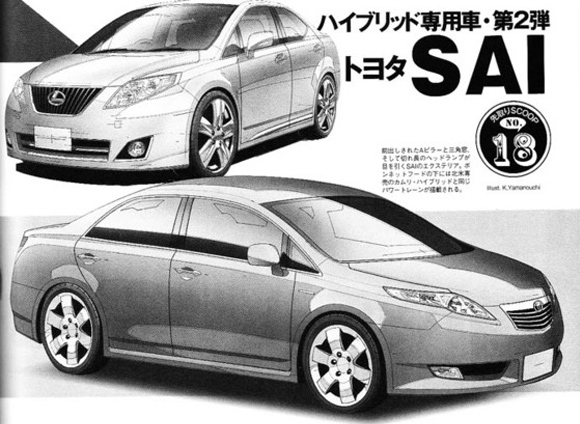 ハイブリッド専用車・第2弾
トヨタSAI
先取りSCOOP
NO.
18
前出しされたAピラーと三角窓、
そして切れ長のヘッドランプが
目を引くSAIのエクステリア。ボ
ンネットフードの下には北米専
売のカムリ・ハイブリッドと同じ
パワートレーンが搭載される。
Illust. K.Yamanouchi